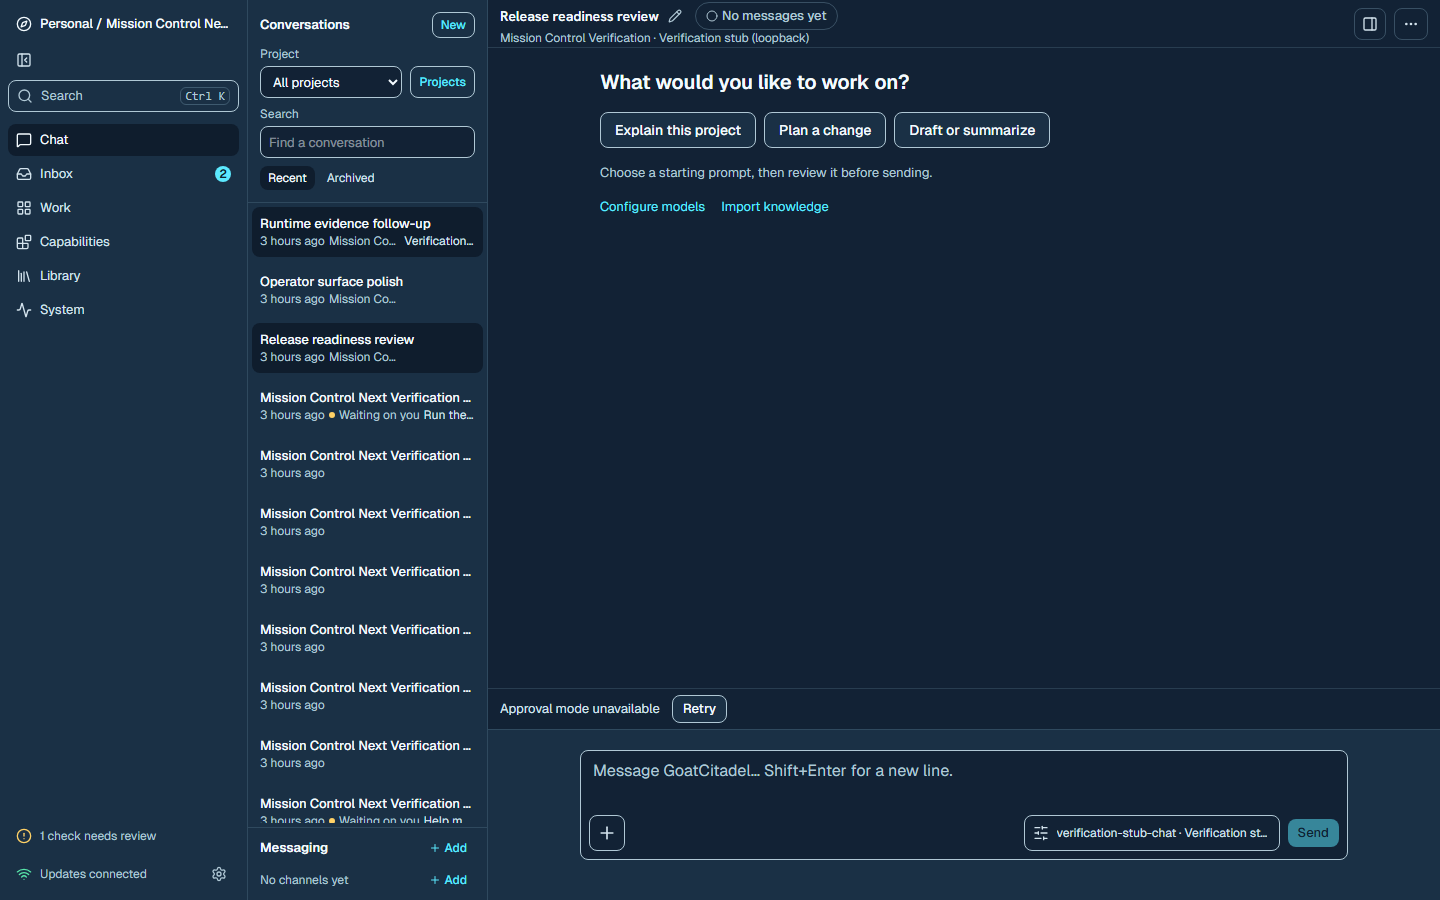 Personal / Mission Control Ne...
Search
Ctrl K
Chat
Inbox
2
Work
Capabilities
Library
System
1 check needs review
Updates connected
Conversations
New
Project
All projects
Projects
Search
Find a conversation
Recent
Archived
Runtime evidence follow-up
3 hours ago Mission Co... Verification...
Operator surface polish
3 hours ago Mission Co...
Release readiness review
3 hours ago Mission Co...
Mission Control Next Verification ...
3 hours ago Waiting on you Run the...
Mission Control Next Verification ...
3 hours ago
Mission Control Next Verification ...
3 hours ago
Mission Control Next Verification ...
3 hours ago
Mission Control Next Verification ...
3 hours ago
Mission Control Next Verification ...
3 hours ago
Mission Control Next Verification ...
3 hours ago
Mission Control Next Verification ...
3 hours ago Waiting on you Help m...
Messaging
+ Add
No channels yet
+ Add
Release readiness review
No messages yet
Mission Control Verification · Verification stub (loopback)
What would you like to work on?
Explain this project
Plan a change
Draft or summarize
Choose a starting prompt, then review it before sending.
Configure models
Import knowledge
Approval mode unavailable
Retry
Message GoatCitadel... Shift+Enter for a new line.
verification-stub-chat · Verification st...
Send